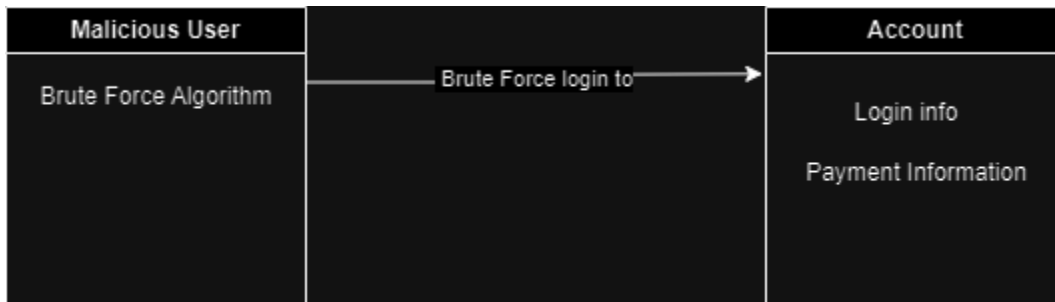 Malicious User
Brute Force Algorithm
Brute Force login to
Account
Login info
Payment Information